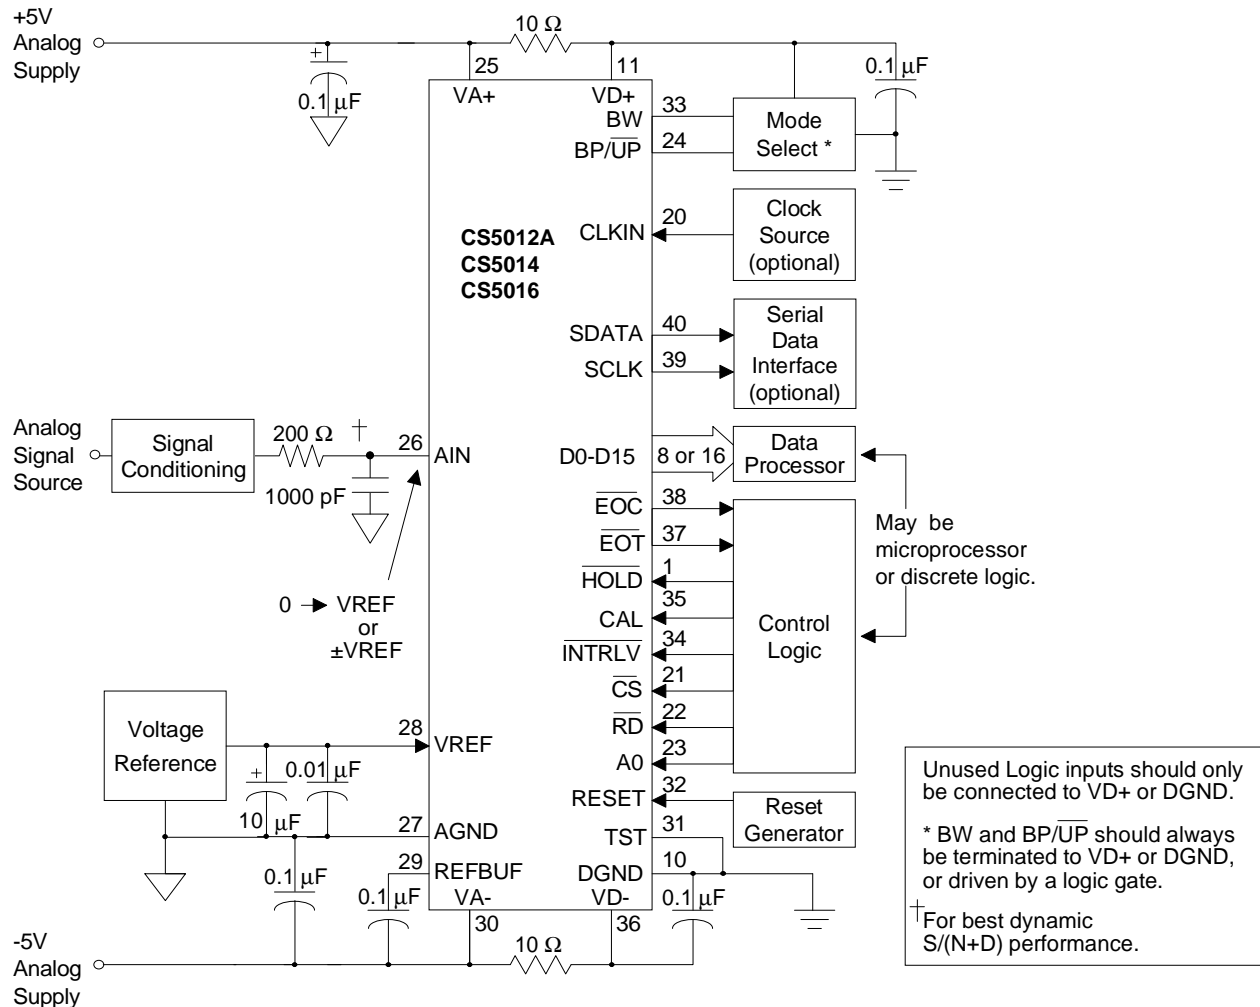 +5V
Analog
Supply
10 Ω
+
0.1 µF
25
VA+
11
VD+
0.1 µF
BW
33
BP/UP
24
Mode
Select *
CS5012A
CS5014
CS5016
CLKIN
20
Clock
Source
(optional)
SDATA
40
SCLK
39
Serial
Data
Interface
(optional)
Analog
Signal
Source
Signal
Conditioning
200 Ω
†
1000 pF
26
AIN
0
VREF
or
±VREF
D0-D15
8 or 16
Data
Processor
EOC
38
EOT
37
HOLD
1
CAL
35
INTRLV
34
CS
21
RD
22
A0
23
Control
Logic
May be
microprocessor
or discrete logic.
RESET
32
Reset
Generator
TST
31
DGND
10
VD-
36
0.1 µF
Voltage
Reference
28
VREF
+
10 µF
0.01 µF
27
AGND
29
REFBUF
0.1 µF
0.1 µF
VA-
30
10 Ω
-5V
Analog
Supply
Unused Logic inputs should only
be connected to VD+ or DGND.
* BW and BP/UP should always
be terminated to VD+ or DGND,
or driven by a logic gate.
† For best dynamic
S/(N+D) performance.